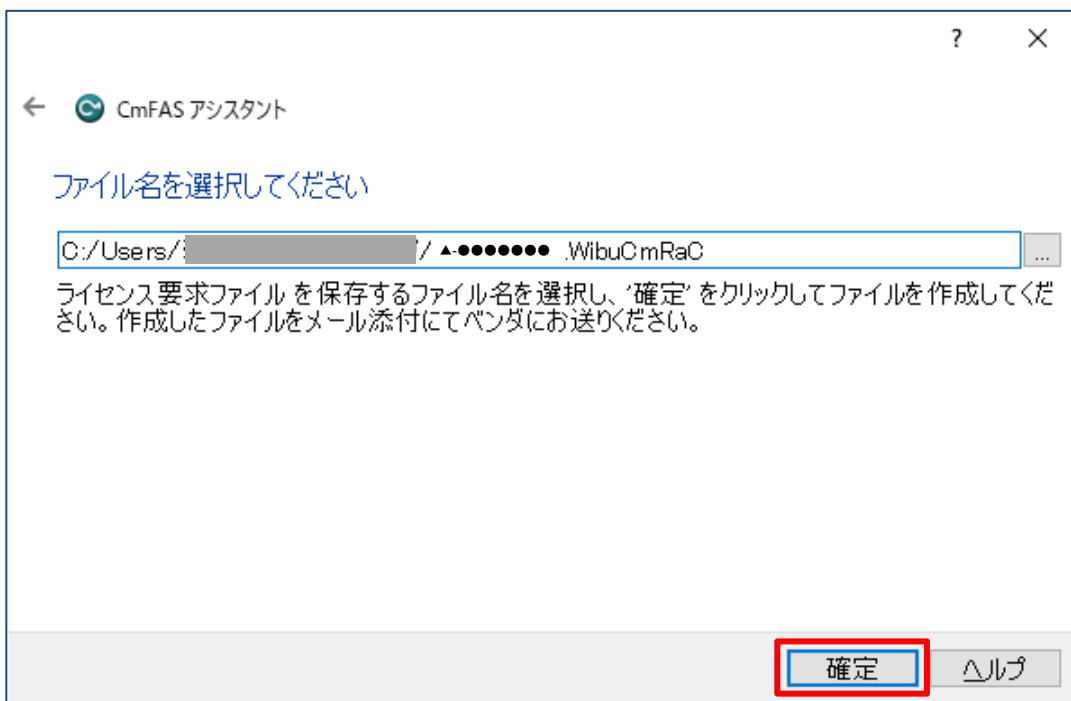 ?
CmFAS アシスタント
ファイル名を選択してください
C:/Users/ / ▲-●●●●●●● .WibuCmRaC
...
ライセンス要求ファイル を保存するファイル名を選択し、'確定' をクリックしてファイルを作成してくだ
さい。作成したファイルをメール添付にてベンダにお送りください。
確定
ヘルプ